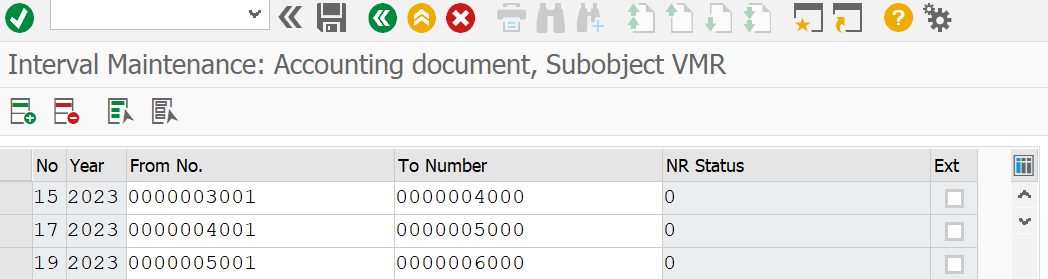 Interval Maintenance: Accounting document, Subobject VMR
No Year From No. To Number NR Status Ext
15 2023 0000003001 0000004000 0
17 2023 0000004001 0000005000 0
19 2023 0000005001 0000006000 0